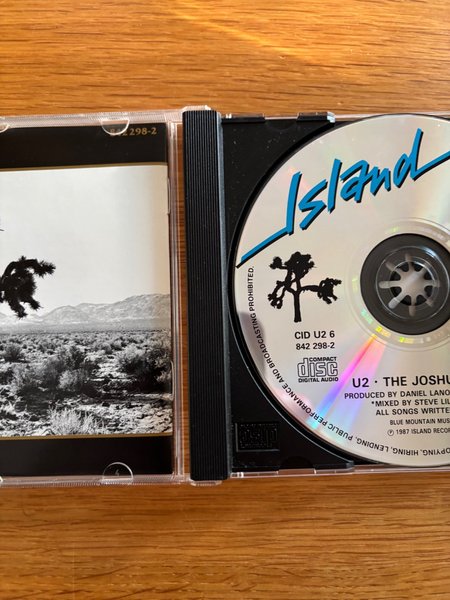 842 298-2
Island
CID U2 6
842 298-2
COMPACT
disc
DIGITAL AUDIO
U2 · THE JOSHU
PRODUCED BY DANIEL LANO
*MIXED BY STEVE LIL
ALL SONGS WRITTE
BLUE MOUNTAIN MUS
Ⓟ 1987 ISLAND RECOR
OPYING, HIRING, LENDING, PUBLIC PERFORMANCE AND BROADCASTING PROHIBITED.